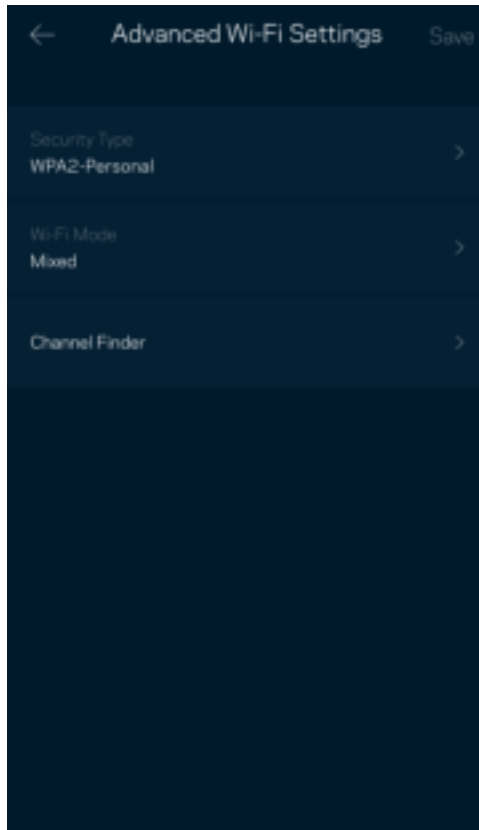 Advanced Wi-Fi Settings Save
Security Type
WPA2-Personal
Wi-Fi Mode
Mixed
Channel Finder